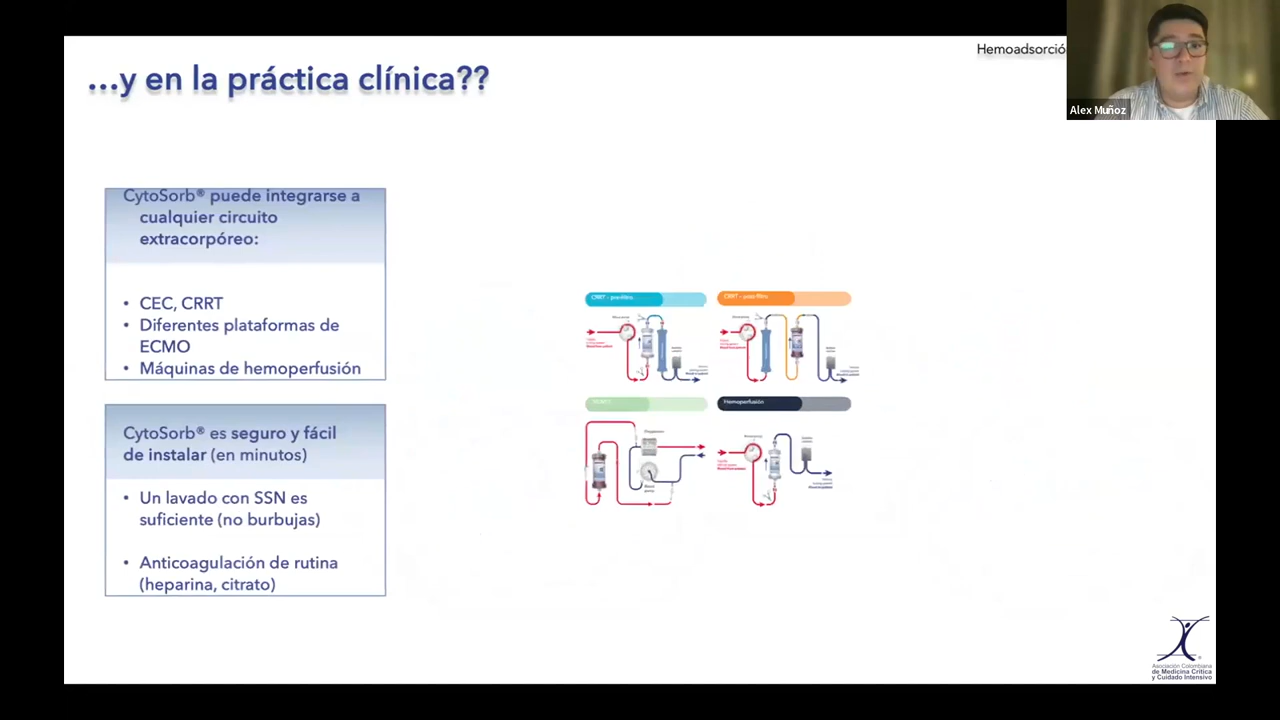 Hemoadsorció
Alex Muñoz
…y en la práctica clínica??
CytoSorb® puede integrarse a
cualquier circuito
extracorpóreo:
• CEC, CRRT
• Diferentes plataformas de
ECMO
• Máquinas de hemoperfusión
CytoSorb® es seguro y fácil
de instalar (en minutos)
• Un lavado con SSN es
suficiente (no burbujas)
• Anticoagulación de rutina
(heparina, citrato)
CRRT - pre-filtro
CRRT - post-filtro
Hemoperfusión
Asociación Colombiana
de Medicina Crítica
y Cuidado Intensivo